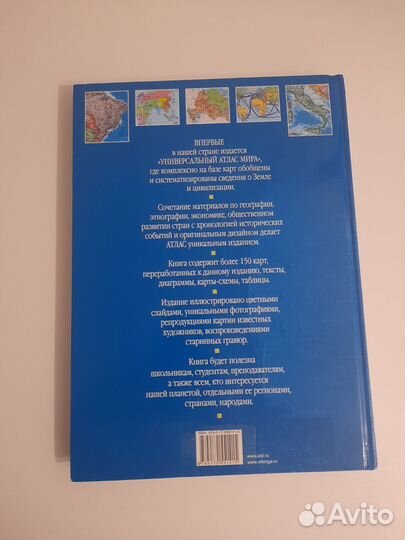 ВПЕРВЫЕ
в нашей стране издается
«УНИВЕРСАЛЬНЫЙ АТЛАС МИРА»,
где комплексно на базе карт обобщены
и систематизированы сведения о Земле
и цивилизации.
Сочетание материалов по географии,
этнографии, экономике, общественном
развитии стран с хронологией исторических
событий и оригинальным дизайном делает
АТЛАС уникальным изданием.
Книга содержит более 150 карт,
переработанных к данному изданию, тексты,
диаграммы, карты-схемы, таблицы.
Издание иллюстрировано цветными
слайдами, уникальными фотографиями,
репродукциями картин известных
художников, воспроизведениями
старинных гравюр.
Книга будет полезна
школьникам, студентам, преподавателям,
а также всем, кто интересуется
нашей планетой, отдельными ее регионами,
странами, народами.
www.ast.ru
Avito